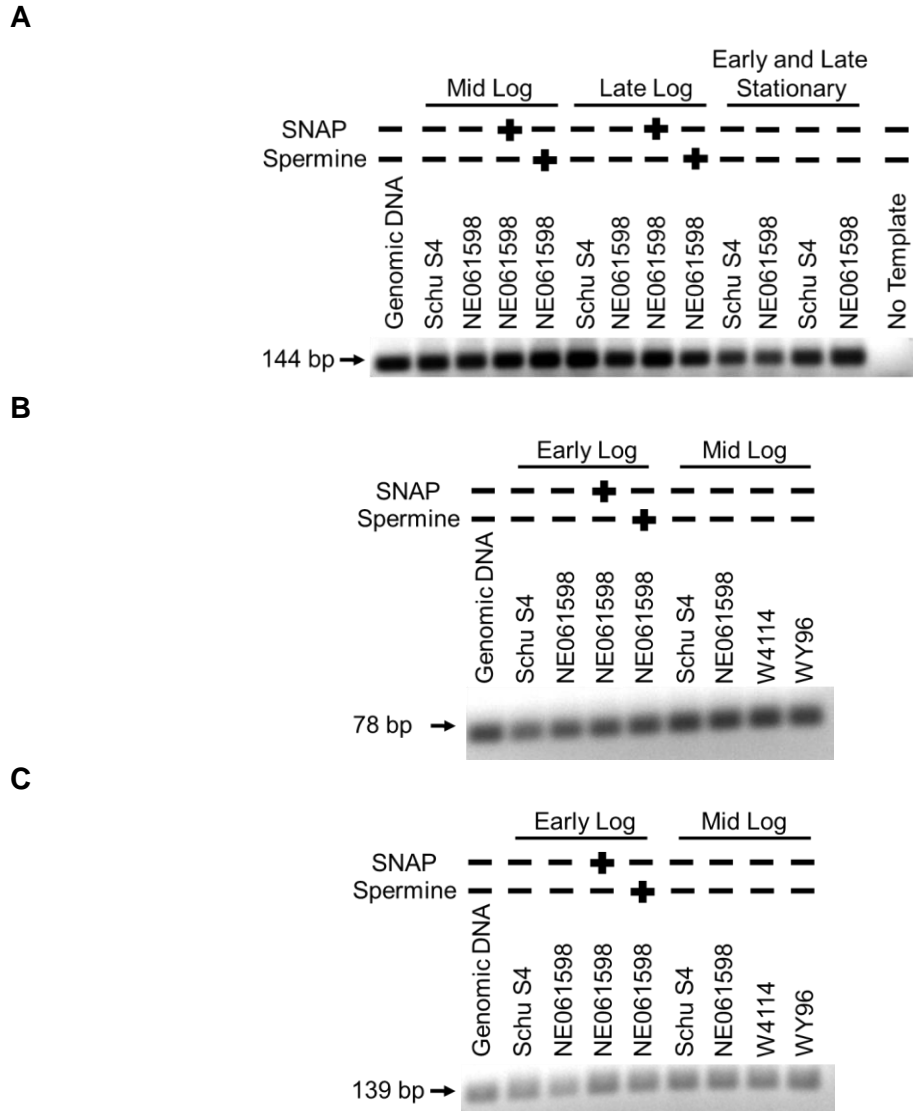 A
Early and Late
Mid Log Late Log Stationary
SNAP − − − + − − − + − − − − − −
Spermine − − − − + − − − + − − − − −
Genomic DNA Schu S4 NE061598 NE061598 NE061598 Schu S4 NE061598 NE061598 NE061598 Schu S4 NE061598 Schu S4 NE061598 No Template
144 bp
B
Early Log Mid Log
SNAP − − − + − − − − −
Spermine − − − − + − − − −
Genomic DNA Schu S4 NE061598 NE061598 NE061598 Schu S4 NE061598 W4114 WY96
78 bp
C
Early Log Mid Log
SNAP − − − + − − − − −
Spermine − − − − + − − − −
Genomic DNA Schu S4 NE061598 NE061598 NE061598 Schu S4 NE061598 W4114 WY96
139 bp